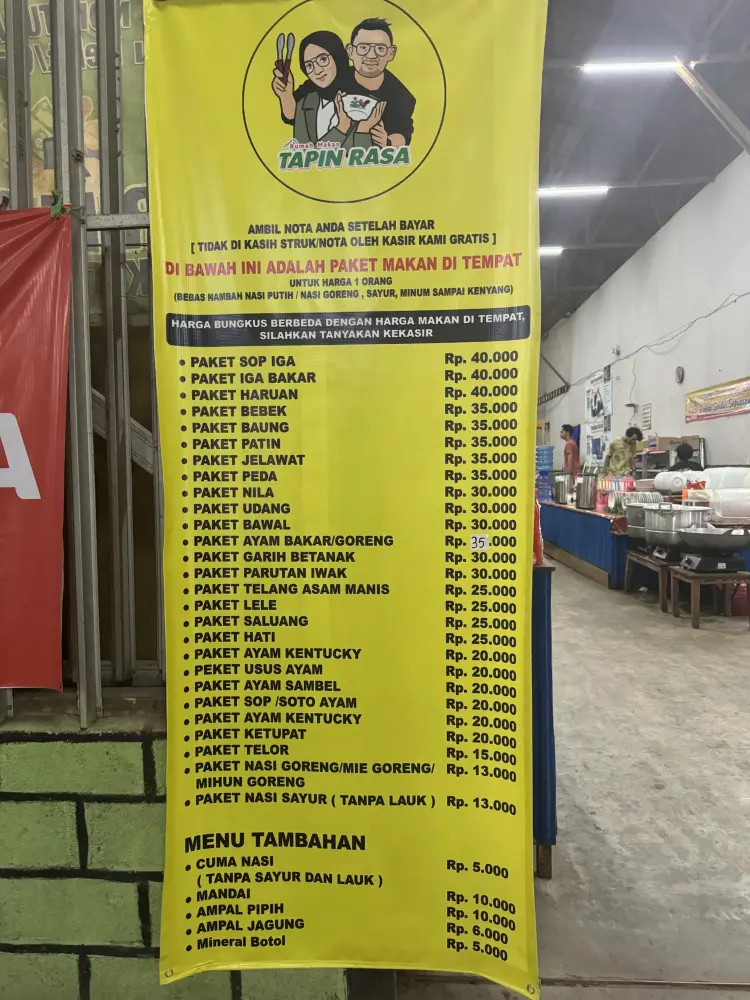 Rumah Makan
TAPIN RASA
AMBIL NOTA ANDA SETELAH BAYAR
[ TIDAK DI KASIH STRUK/NOTA OLEH KASIR KAMI GRATIS ]
DI BAWAH INI ADALAH PAKET MAKAN DI TEMPAT
UNTUK HARGA 1 ORANG
(BEBAS NAMBAH NASI PUTIH / NASI GORENG , SAYUR, MINUM SAMPAI KENYANG)
HARGA BUNGKUS BERBEDA DENGAN HARGA MAKAN DI TEMPAT,
SILAHKAN TANYAKAN KEKASIR
• PAKET SOP IGA Rp. 40.000
• PAKET IGA BAKAR Rp. 40.000
• PAKET HARUAN Rp. 40.000
• PAKET BEBEK Rp. 35.000
• PAKET BAUNG Rp. 35.000
• PAKET PATIN Rp. 35.000
• PAKET JELAWAT Rp. 35.000
• PAKET PEDA Rp. 35.000
• PAKET NILA Rp. 30.000
• PAKET UDANG Rp. 30.000
• PAKET BAWAL Rp. 30.000
• PAKET AYAM BAKAR/GORENG Rp. 35.000
• PAKET GARIH BETANAK Rp. 30.000
• PAKET PARUTAN IWAK Rp. 30.000
• PAKET TELANG ASAM MANIS Rp. 25.000
• PAKET LELE Rp. 25.000
• PAKET SALUANG Rp. 25.000
• PAKET HATI Rp. 25.000
• PAKET AYAM KENTUCKY Rp. 20.000
• PEKET USUS AYAM Rp. 20.000
• PAKET AYAM SAMBEL Rp. 20.000
• PAKET SOP /SOTO AYAM Rp. 20.000
• PAKET AYAM KENTUCKY Rp. 20.000
• PAKET KETUPAT Rp. 20.000
• PAKET TELOR Rp. 15.000
• PAKET NASI GORENG/MIE GORENG/ Rp. 13.000
MIHUN GORENG
• PAKET NASI SAYUR ( TANPA LAUK ) Rp. 13.000
MENU TAMBAHAN
• CUMA NASI Rp. 5.000
( TANPA SAYUR DAN LAUK )
• MANDAI Rp. 10.000
• AMPAL PIPIH Rp. 10.000
• AMPAL JAGUNG Rp. 6.000
• Mineral Botol Rp. 5.000
A